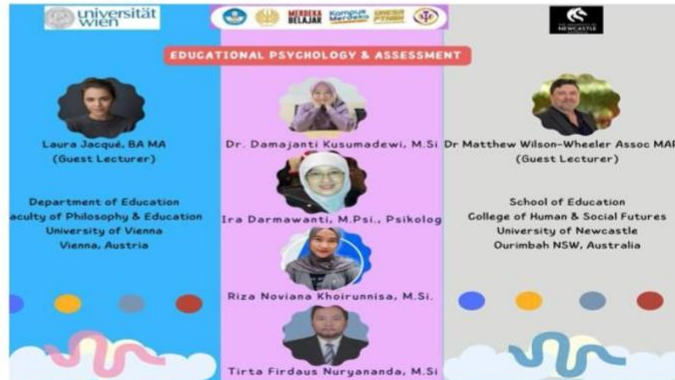 universität
wien
MERDEKA
BELAJAR
Kampus
Merdeka
UNESA
PTNBH
NEWCASTLE
EDUCATIONAL PSYCHOLOGY & ASSESSMENT
Laura Jacqué, BA MA
(Guest Lecturer)
Department of Education
aculty of Philosophy & Education
University of Vienna
Vienna, Austria
Dr. Damajanti Kusumadewi, M.Si
Ira Darmawanti, M.Psi., Psikolog
Riza Noviana Khoirunnisa, M.Si.
Tirta Firdaus Nuryananda, M.Si
Dr Matthew Wilson-Wheeler Assoc MAP
(Guest Lecturer)
School of Education
College of Human & Social Futures
University of Newcastle
Ourimbah NSW, Australia